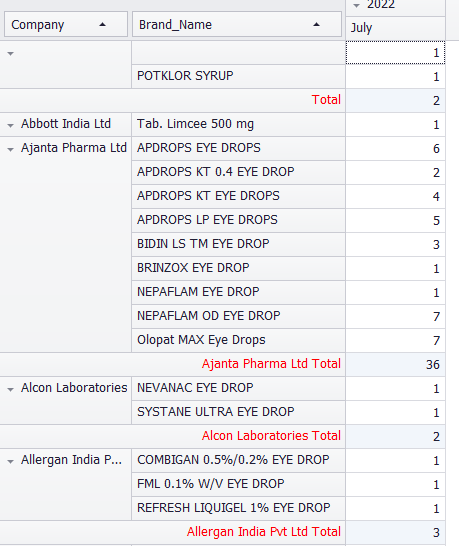 2022
Company Brand_Name July
1
POTKLOR SYRUP 1
Total 2
Abbott India Ltd Tab. Limcee 500 mg 1
Ajanta Pharma Ltd APDROPS EYE DROPS 6
APDROPS KT 0.4 EYE DROP 2
APDROPS KT EYE DROPS 4
APDROPS LP EYE DROPS 5
BIDIN LS TM EYE DROP 3
BRINZOX EYE DROP 1
NEPAFLAM EYE DROP 1
NEPAFLAM OD EYE DROP 7
Olopat MAX Eye Drops 7
Ajanta Pharma Ltd Total 36
Alcon Laboratories NEVANAC EYE DROP 1
SYSTANE ULTRA EYE DROP 1
Alcon Laboratories Total 2
Allergan India P... COMBIGAN 0.5%/0.2% EYE DROP 1
FML 0.1% W/V EYE DROP 1
REFRESH LIQUIGEL 1% EYE DROP 1
Allergan India Pvt Ltd Total 3